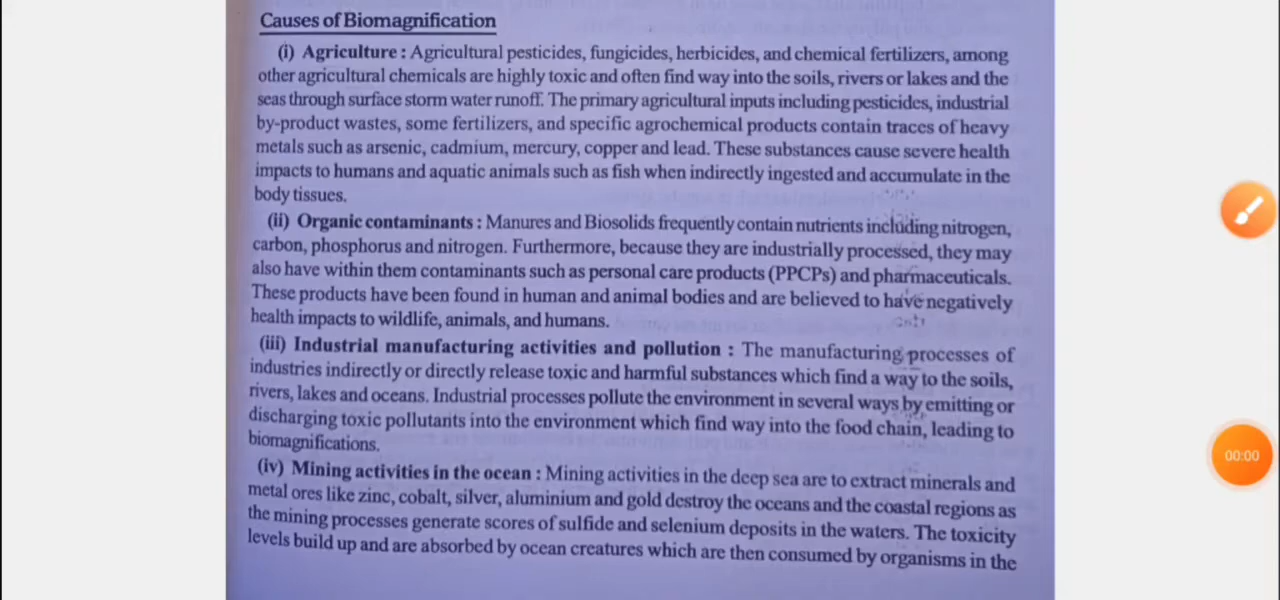 Causes of Biomagnification
(i) Agriculture : Agricultural pesticides, fungicides, herbicides, and chemical fertilizers, among
other agricultural chemicals are highly toxic and often find way into the soils, rivers or lakes and the
seas through surface storm water runoff. The primary agricultural inputs including pesticides, industrial
by-product wastes, some fertilizers, and specific agrochemical products contain traces of heavy
metals such as arsenic, cadmium, mercury, copper and lead. These substances cause severe health
impacts to humans and aquatic animals such as fish when indirectly ingested and accumulate in the
body tissues.
(ii) Organic contaminants : Manures and Biosolids frequently contain nutrients including nitrogen,
carbon, phosphorus and nitrogen. Furthermore, because they are industrially processed, they may
also have within them contaminants such as personal care products (PPCPs) and pharmaceuticals.
These products have been found in human and animal bodies and are believed to have negatively
health impacts to wildlife, animals, and humans.
(iii) Industrial manufacturing activities and pollution : The manufacturing processes of
industries indirectly or directly release toxic and harmful substances which find a way to the soils,
rivers, lakes and oceans. Industrial processes pollute the environment in several ways by emitting or
discharging toxic pollutants into the environment which find way into the food chain, leading to
biomagnifications.
(iv) Mining activities in the ocean : Mining activities in the deep sea are to extract minerals and
metal ores like zinc, cobalt, silver, aluminium and gold destroy the oceans and the coastal regions as
the mining processes generate scores of sulfide and selenium deposits in the waters. The toxicity
levels build up and are absorbed by ocean creatures which are then consumed by organisms in the
00:00